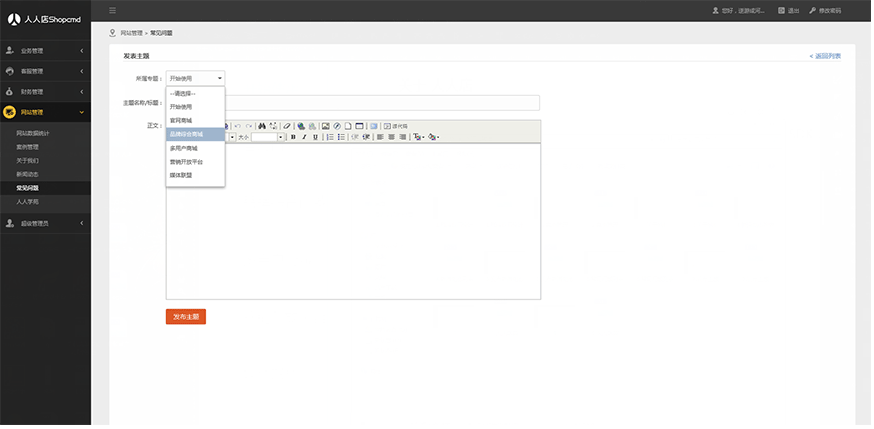 人人店Shopcmd
您好，送游成河...
退出
修改密码
网站管理 > 常见问题
业务管理
客服管理
财务管理
网站管理
网站数据统计
案例管理
关于我们
新闻动态
常见问题
人人学苑
超级管理员
发表主题
< 返回列表
所属专题：
开始使用
--请选择--
开始使用
官网商城
品牌综合商城
多用户商城
营销开放平台
媒体联盟
主题名称/标题：
正文：
源代码
大小
B I U
发布主题